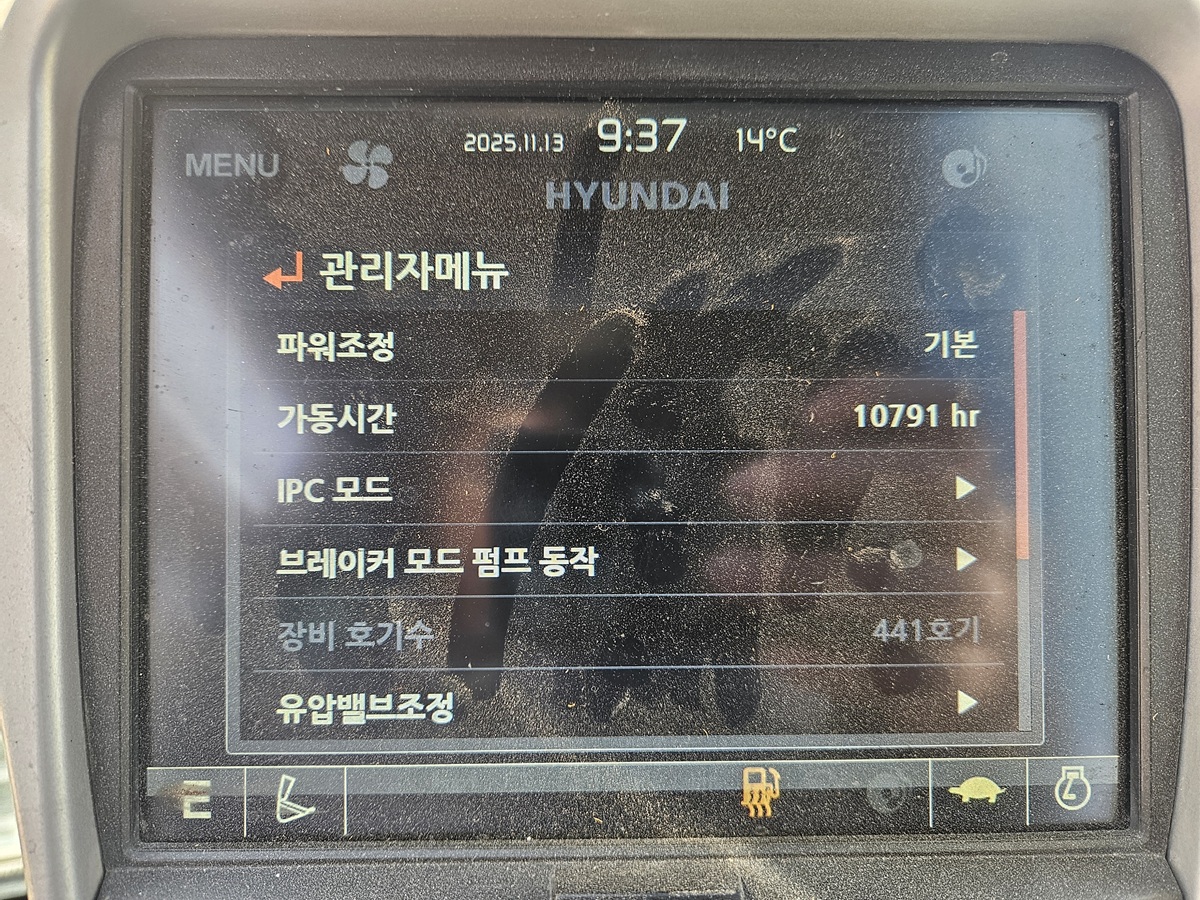 2025.11.13 9:37 14°C
MENU
HYUNDAI
관리자메뉴
파워조정 기본
가동시간 10791 hr
IPC 모드
브레이커 모드 펌프 동작
장비 호기수 441호기
유압밸브조정
E